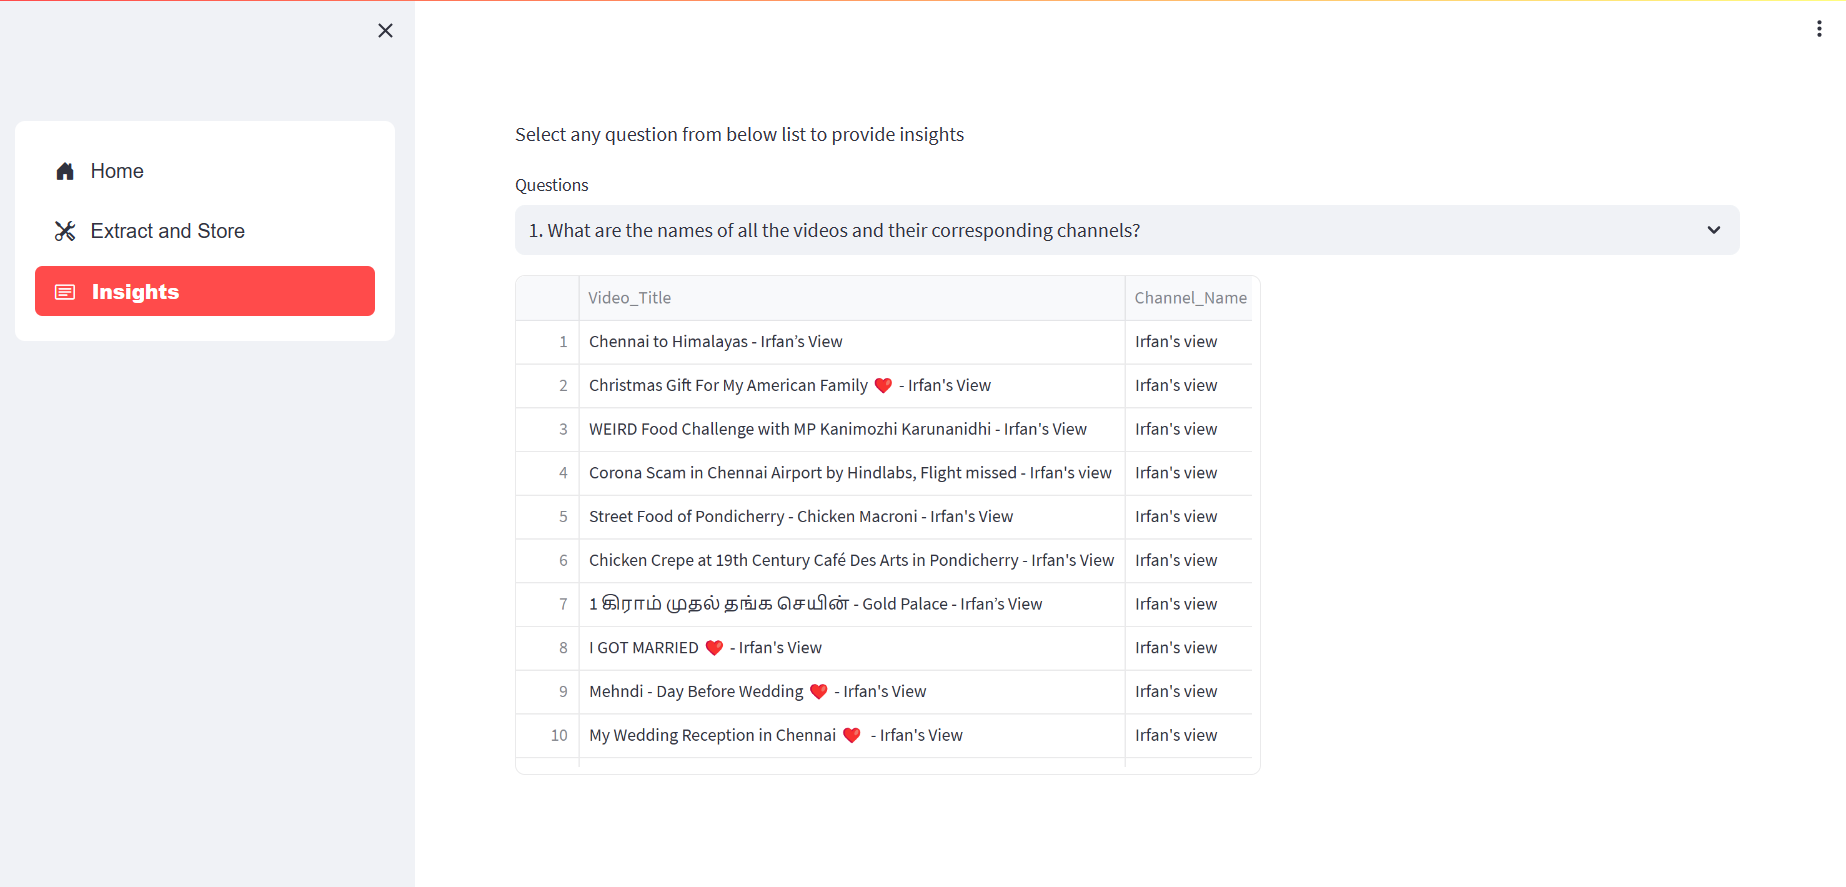 Home
Extract and Store
Insights
Select any question from below list to provide insights
Questions
1. What are the names of all the videos and their corresponding channels?
Video_Title Channel_Name
1 Chennai to Himalayas - Irfan’s View Irfan's view
2 Christmas Gift For My American Family ❤️ - Irfan's View Irfan's view
3 WEIRD Food Challenge with MP Kanimozhi Karunanidhi - Irfan's View Irfan's view
4 Corona Scam in Chennai Airport by Hindlabs, Flight missed - Irfan's view Irfan's view
5 Street Food of Pondicherry - Chicken Macroni - Irfan's View Irfan's view
6 Chicken Crepe at 19th Century Café Des Arts in Pondicherry - Irfan's View Irfan's view
7 1 கிராம் முதல் தங்க செயின் - Gold Palace - Irfan’s View Irfan's view
8 I GOT MARRIED ❤️ - Irfan's View Irfan's view
9 Mehndi - Day Before Wedding ❤️ - Irfan's View Irfan's view
10 My Wedding Reception in Chennai ❤️ - Irfan's View Irfan's view